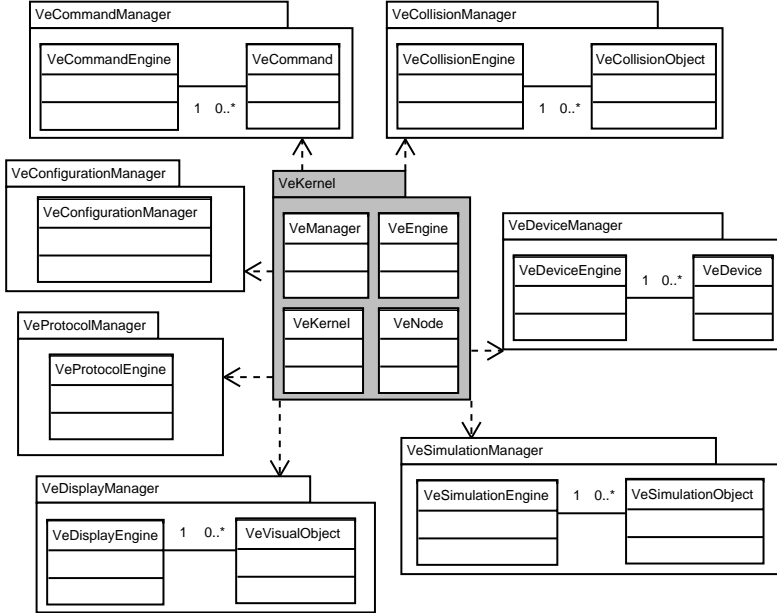 VeCommandManager
VeCommandEngine
VeCommand
1 0..*
VeCollisionManager
VeCollisionEngine
VeCollisionObject
1 0..*
VeConfigurationManager
VeConfigurationManager
VeKernel
VeManager
VeEngine
VeKernel
VeNode
VeDeviceManager
VeDeviceEngine
1 0..*
VeDevice
VeProtocolManager
VeProtocolEngine
VeSimulationManager
VeSimulationEngine
1 0..*
VeSimulationObject
VeDisplayManager
VeDisplayEngine
1 0..*
VeVisualObject